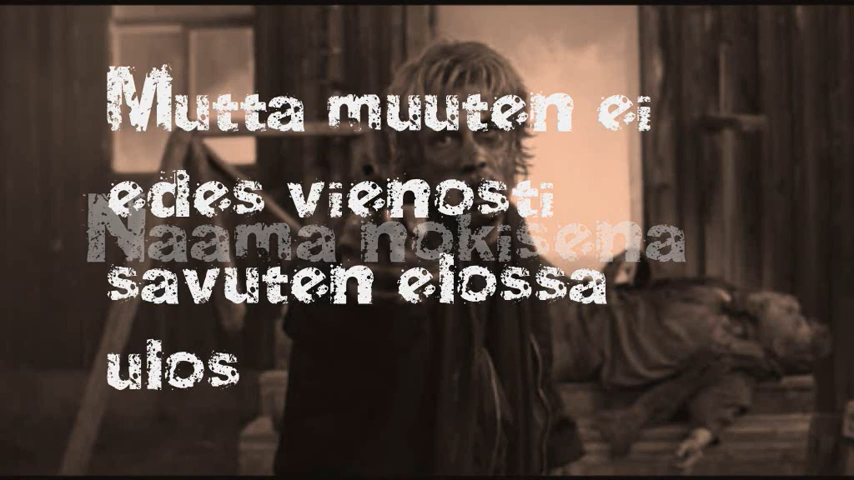 Mutta muuten ei
edes vienosti
Naama nokisena
savuten elossa
ulos